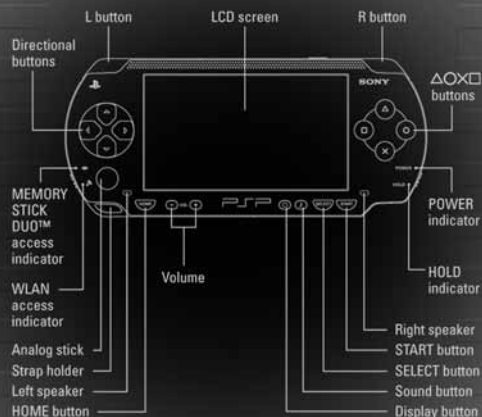 L button
LCD screen
R button
Directional
buttons
SONY
△○✕□
buttons
MEMORY
STICK
DUO™
access
indicator
WLAN
access
indicator
POWER
HOLD
POWER
indicator
HOLD
indicator
HOME
VOL
PSP
SELECT
START
Volume
Analog stick
Strap holder
Left speaker
HOME button
Right speaker
START button
SELECT button
Sound button
Display button